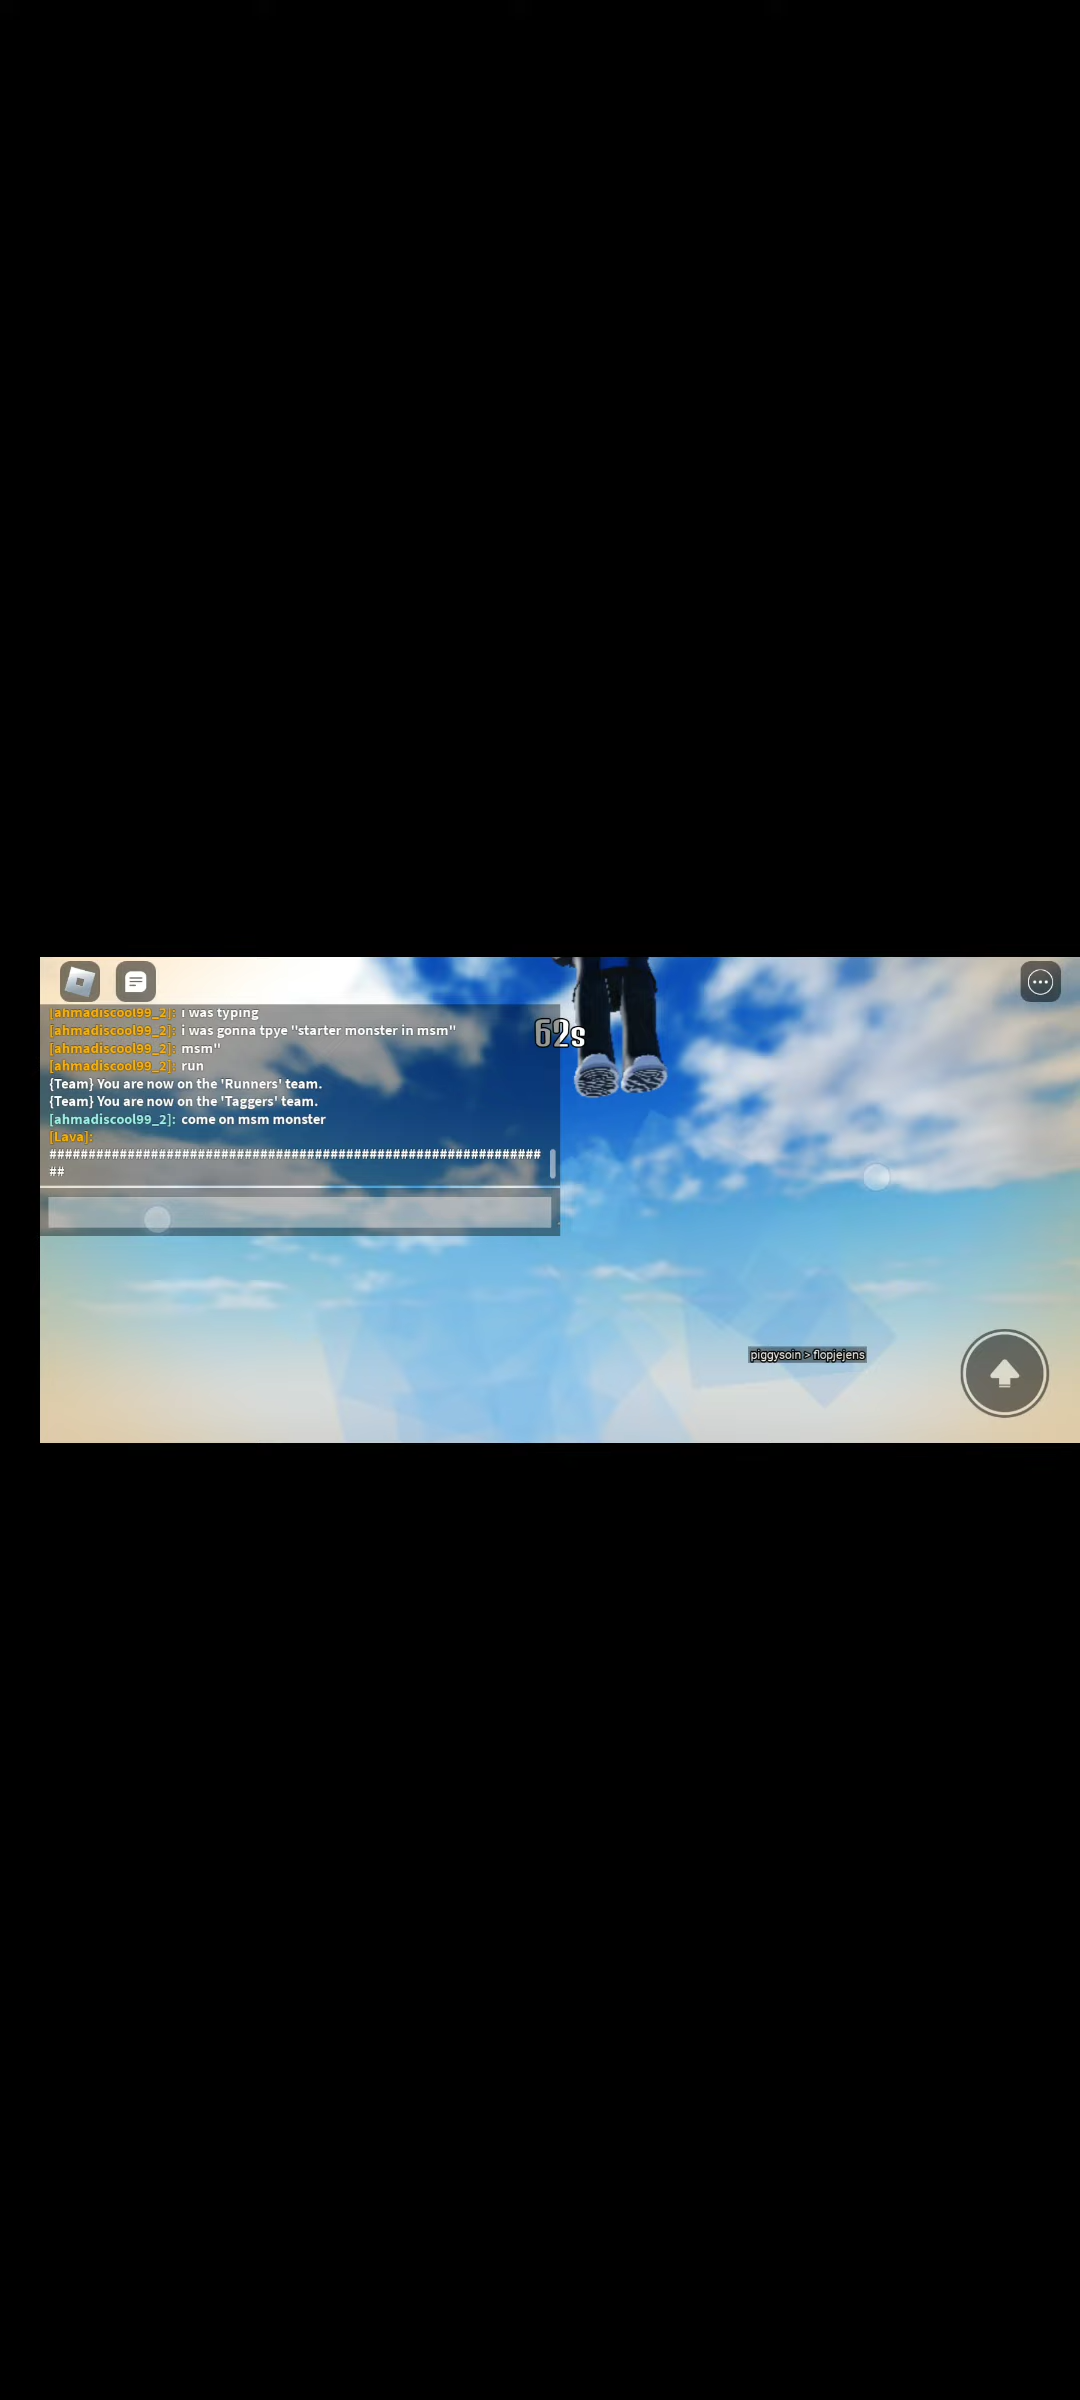 [ahmadiscool99_2]: i was typing
[ahmadiscool99_2]: i was gonna tpye "starter monster in msm"
[ahmadiscool99_2]: msm"
[ahmadiscool99_2]: run
{Team} You are now on the 'Runners' team.
{Team} You are now on the 'Taggers' team.
[ahmadiscool99_2]: come on msm monster
[Lava]:
###############################################################
##
62s
piggysoin > flopjejens